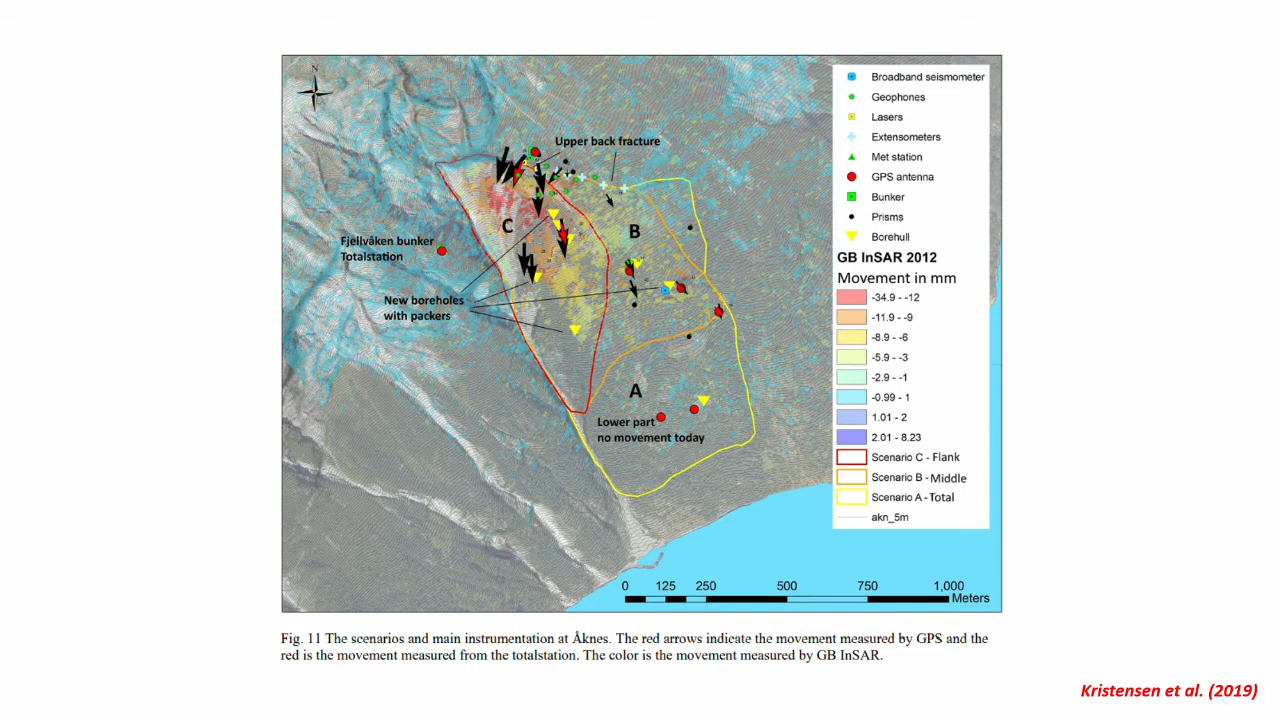 N
Upper back fracture
C
B
Fjellvåken bunker
Totalstation
New boreholes
with packers
A
Lower part
no movement today
Broadband seismometer
Geophones
Lasers
Extensometers
Met station
GPS antenna
Bunker
Prisms
Borehull
GB InSAR 2012
Movement in mm
-34.9 - -12
-11.9 - -9
-8.9 - -6
-5.9 - -3
-2.9 - -1
-0.99 - 1
1.01 - 2
2.01 - 8.23
Scenario C - Flank
Scenario B - Middle
Scenario A - Total
akn_5m
0 125 250 500 750 1,000
Meters
Fig. 11 The scenarios and main instrumentation at Åknes. The red arrows indicate the movement measured by GPS and the
red is the movement measured from the totalstation. The color is the movement measured by GB InSAR.
Kristensen et al. (2019)